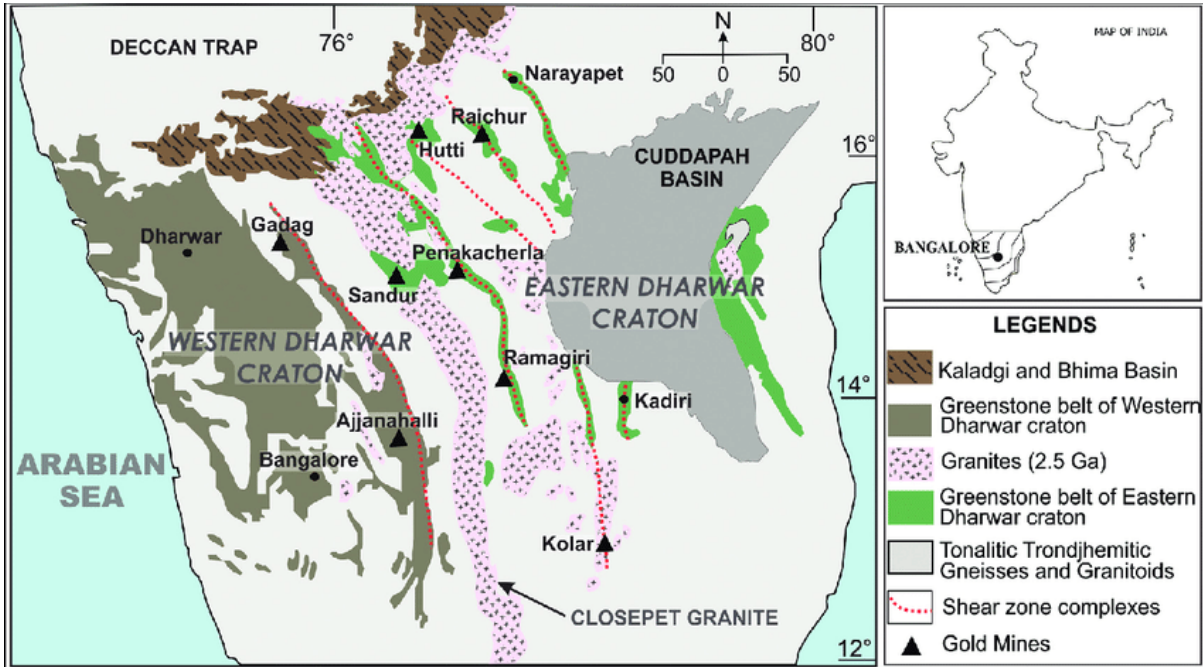 DECCAN TRAP
76°
N
80°
50 0 50
Narayapet
Raichur
Hutti
16°
CUDDAPAH
BASIN
Gadag
Dharwar
Penakacherla
EASTERN DHARWAR
CRATON
Sandur
WESTERN DHARWAR
CRATON
Ramagiri
14°
Kadiri
Ajjanahalli
Bangalore
ARABIAN
SEA
Kolar
CLOSEPET GRANITE
12°
MAP OF INDIA
BANGALORE
LEGENDS
Kaladgi and Bhima Basin
Greenstone belt of Western
Dharwar craton
Granites (2.5 Ga)
Greenstone belt of Eastern
Dharwar craton
Tonalitic Trondjhemitic
Gneisses and Granitoids
Shear zone complexes
Gold Mines